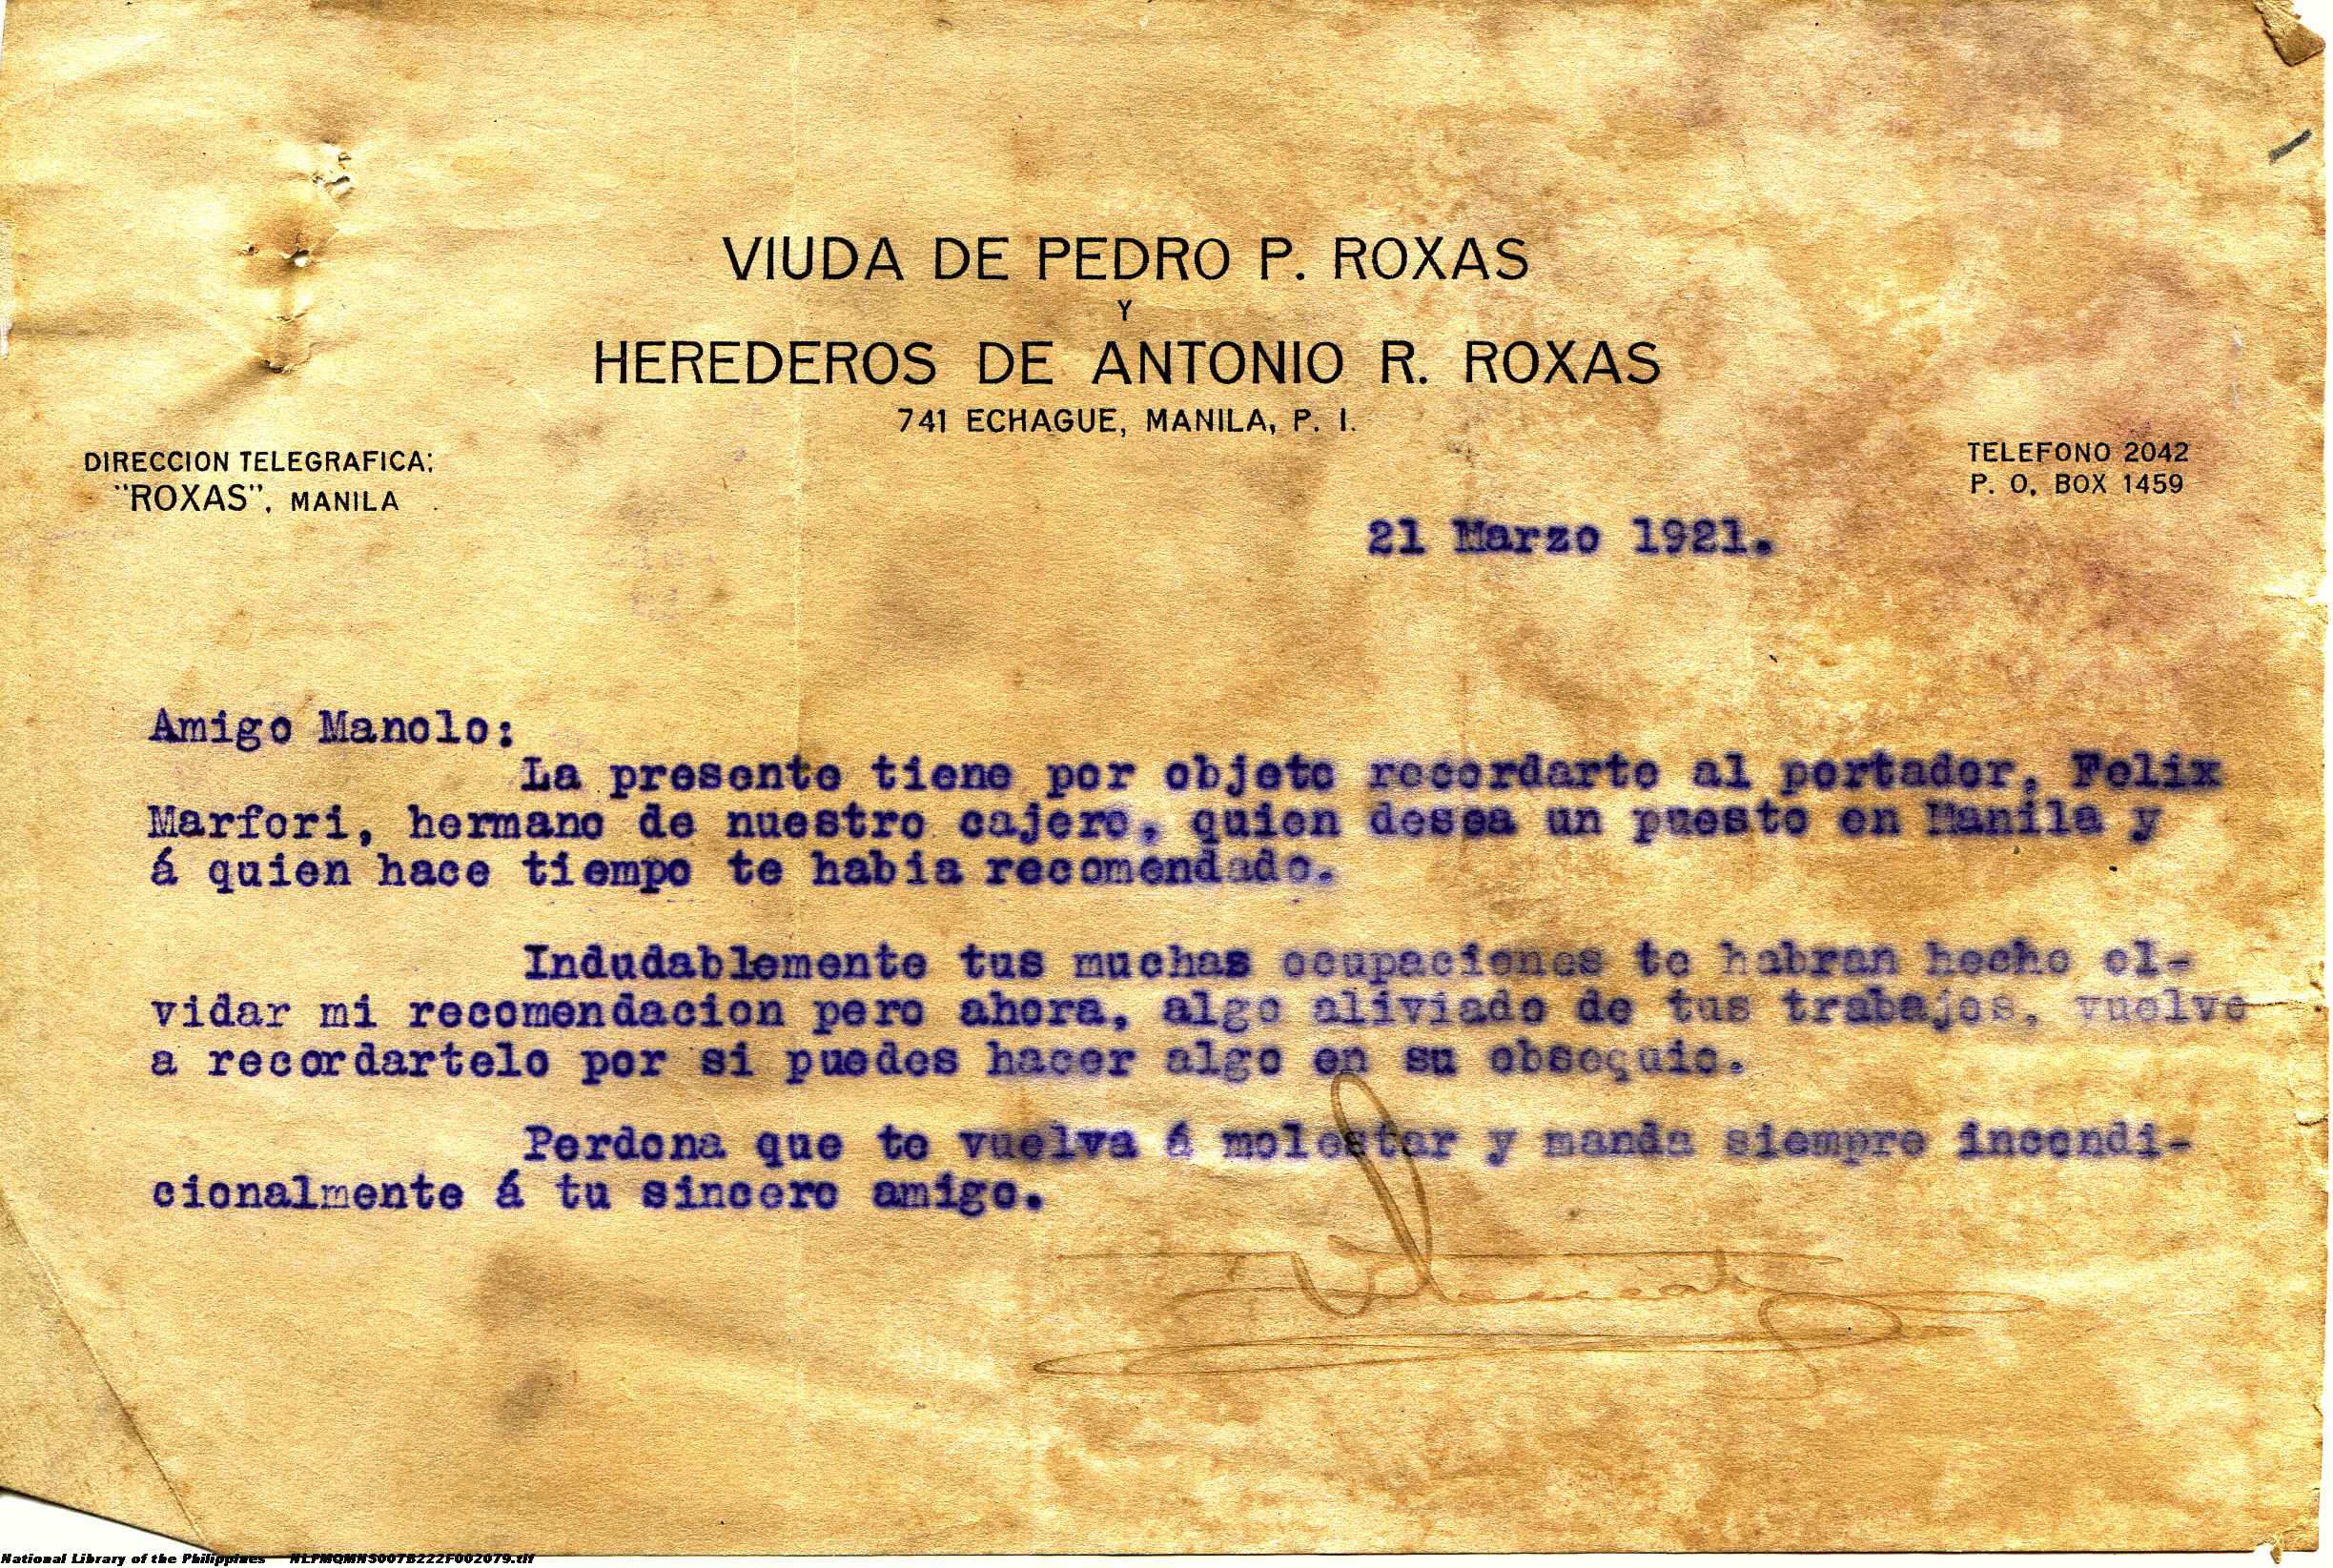 VIUDA DE PEDRO P. ROXAS
Y
HEREDEROS DE ANTONIO R. ROXAS
741 ECHAGUE, MANILA, P. I.
DIRECCION TELEGRAFICA:
"ROXAS", MANILA
TELEFONO 2042
P. O. BOX 1459
21 Marzo 1921.
Amigo Manolo:
La presente tiene por objeto recordarte al portador, Felix
Marfori, hermano de nuestro cajero, quien desea un puesto en Manila y
á quien hace tiempo te habia recomendado.
Indudablemente tus muchas ocupaciones te habran hecho ol-
vidar mi recomendacion pero ahora, algo aliviado de tus trabajos, vuelvo
a recordartelo por si puedes hacer algo en su obsequio.
Perdona que te vuelva á molestar y manda siempre incondi-
cionalmente á tu sincero amigo.
National Library of the Philippines NLPMQMNS007B222F002079.tif